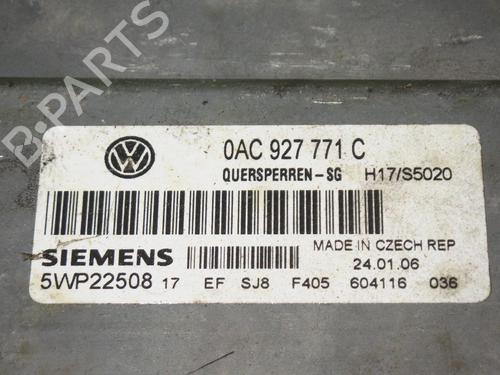 0AC 927 771 C
QUERSPERREN-SG H17/S5020
SIEMENS
MADE IN CZECH REP
24.01.06
5WP22508 17 EF SJ8 F405 604116 036
B-PARTS